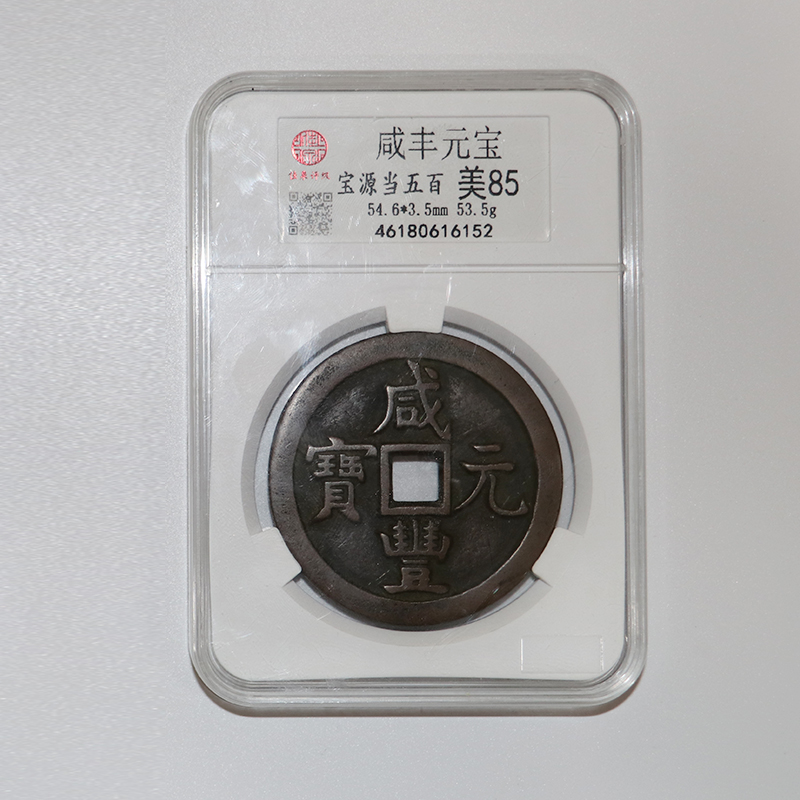 咸丰元宝
宝源当五百 美85
54.6*3.5mm 53.5g
46180616152
咸
寶 元
豐